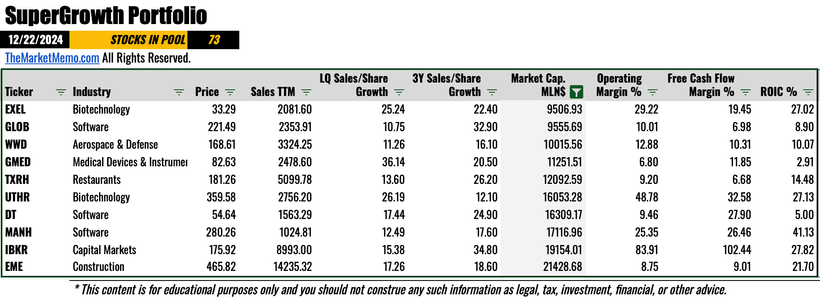 SuperGrowth Portfolio
12/22/2024 STOCKS IN POOL 73
TheMarketMemo.com All Rights Reserved.
LQ Sales/Share 3Y Sales/Share Market Cap. Operating Free Cash Flow
Ticker Industry Price Sales TTM Growth Growth MLN$ Margin % Margin % ROIC %
EXEL Biotechnology 33.29 2081.60 25.24 22.40 9506.93 29.22 19.45 27.02
GLOB Software 221.49 2353.91 10.75 32.90 9555.69 10.01 6.98 8.90
WWD Aerospace & Defense 168.61 3324.25 11.26 16.10 10015.56 12.88 10.31 10.07
GMED Medical Devices & Instrumer 82.63 2478.60 36.14 20.50 11251.51 6.80 11.85 2.91
TXRH Restaurants 181.26 5099.78 13.60 26.20 12092.59 9.20 6.68 14.48
UTHR Biotechnology 359.58 2756.20 26.19 12.10 16053.28 48.78 32.58 27.13
DT Software 54.64 1563.29 17.44 24.90 16309.17 9.46 27.90 5.00
MANH Software 280.26 1024.81 12.49 17.60 17116.96 25.35 26.46 41.13
IBKR Capital Markets 175.92 8993.00 15.38 34.80 19154.01 83.91 102.44 27.82
EME Construction 465.82 14235.32 17.26 18.60 21428.68 8.75 9.01 21.70
* This content is for educational purposes only and you should not construe any such information as legal, tax, investment, financial, or other advice.